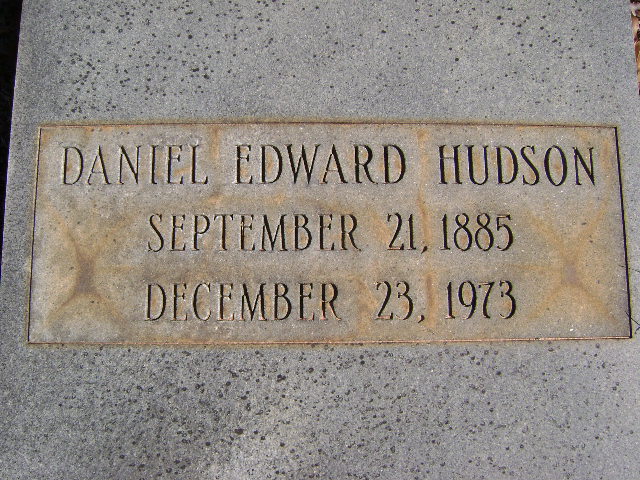 DANIEL EDWARD HUDSON
SEPTEMBER 21, 1885
DECEMBER 23, 1973